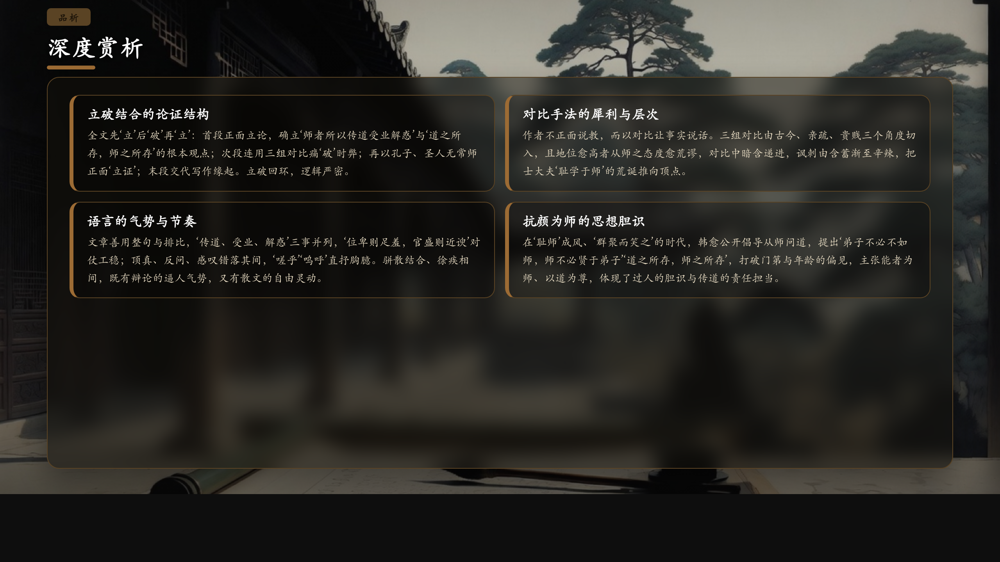 品析
深度赏析
立破结合的论证结构
全文先‘立’后‘破’再‘立’：首段正面立论，确立‘师者所以传道受业解惑’与‘道之所
存，师之所存’的根本观点；次段连用三组对比痛‘破’时弊；再以孔子、圣人无常师
正面‘立证’；末段交代写作缘起。立破回环，逻辑严密。
对比手法的犀利与层次
作者不正面说教，而以对比让事实说话。三组对比由古今、亲疏、贵贱三个角度切
入，且地位愈高者从师之态度愈荒谬，对比中暗含递进，讽刺由含蓄渐至辛辣，把
士大夫‘耻学于师’的荒诞推向顶点。
语言的气势与节奏
文章善用整句与排比，‘传道、受业、解惑’三事并列，‘位卑则足羞，官盛则近谀’对
仗工稳；顶真、反问、感叹错落其间，‘嗟乎’‘呜呼’直抒胸臆。骈散结合、徐疾相
间，既有辩论的逼人气势，又有散文的自由灵动。
抗颜为师的思想胆识
在‘耻师’成风、‘群聚而笑之’的时代，韩愈公开倡导从师问道，提出‘弟子不必不如
师，师不必贤于弟子’‘道之所存，师之所存’，打破门第与年龄的偏见，主张能者为
师、以道为尊，体现了过人的胆识与传道的责任担当。